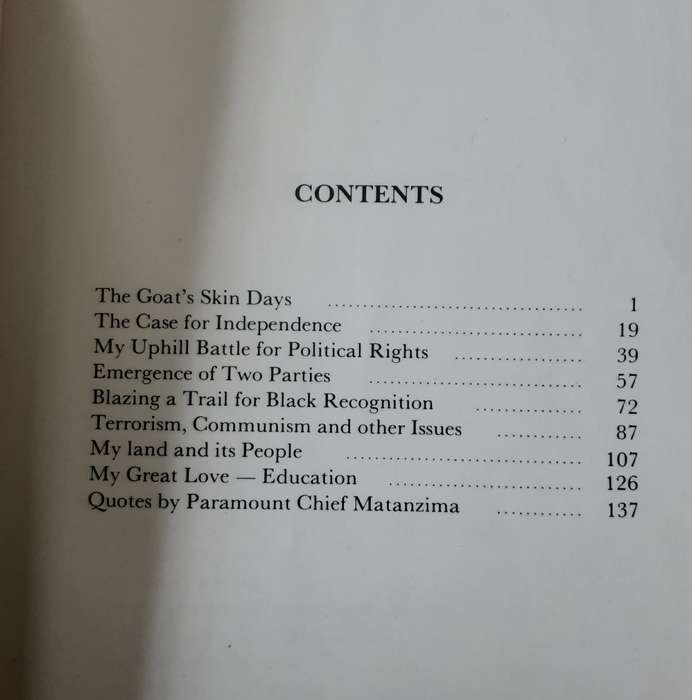 CONTENTS
The Goat's Skin Days ................................... 1
The Case for Independence ............................. 19
My Uphill Battle for Political Rights .................. 39
Emergence of Two Parties ............................. 57
Blazing a Trail for Black Recognition ............... 72
Terrorism, Communism and other Issues ............ 87
My land and its People ................................ 107
My Great Love — Education .......................... 126
Quotes by Paramount Chief Matanzima ............ 137